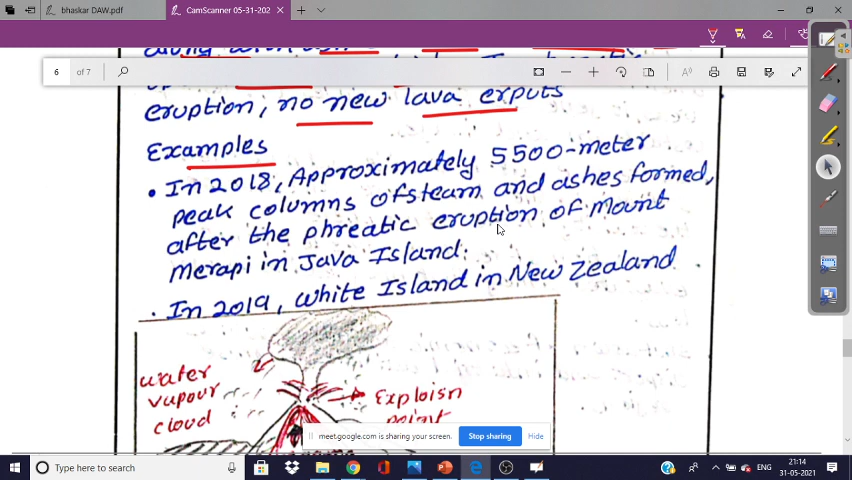 bhaskar DAW.pdf
CamScanner 05-31-202
6 of 7
eruption, no new lava erputs
Examples
• In 2018, Approximately 5500-meter
peak columns of steam and ashes formed,
after the phreatic eruption of Mount
merapi in Java Island.
• In 2019, white Island in New Zealand
water
vapour
cloud
Exploisn
point
meet.google.com is sharing your screen.
Stop sharing
Hide
Type here to search
ENG
21:14
31-05-2021